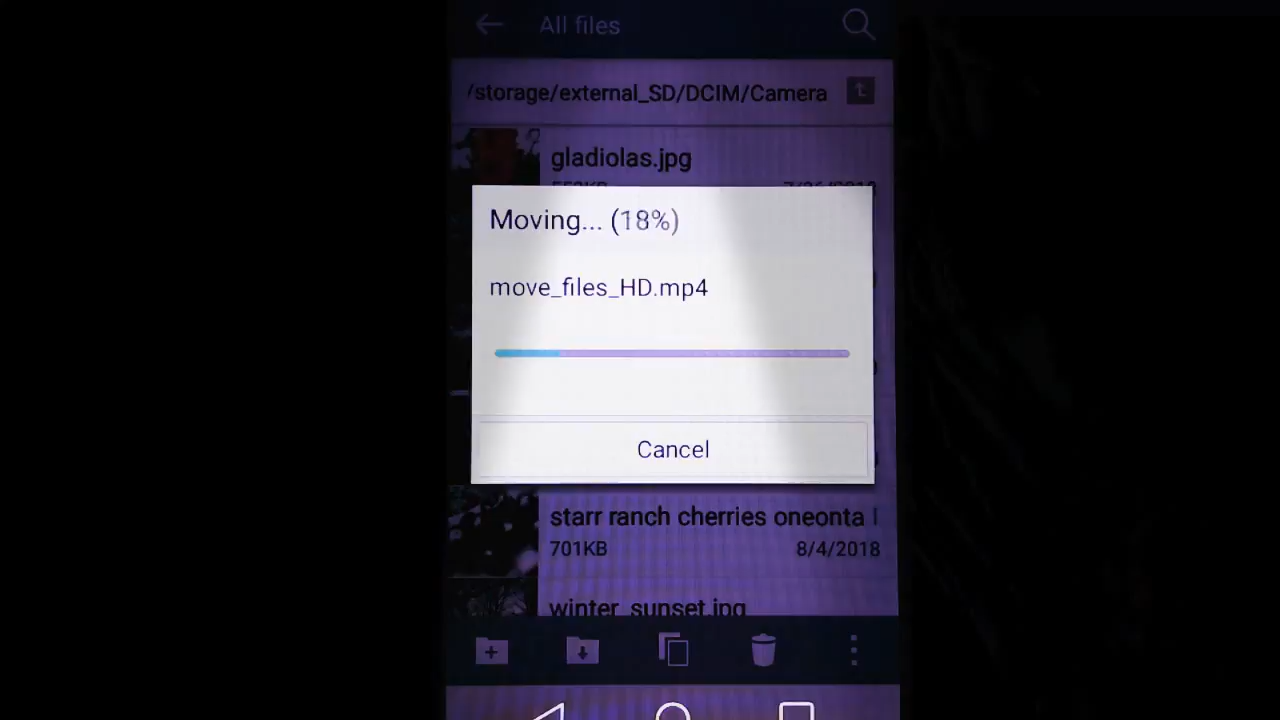 All files
/storage/external_SD/DCIM/Camera
gladiolas.jpg
Moving... (18%)
move_files_HD.mp4
Cancel
starr ranch cherries oneonta
701KB 8/4/2018
winter_sunset.jpg